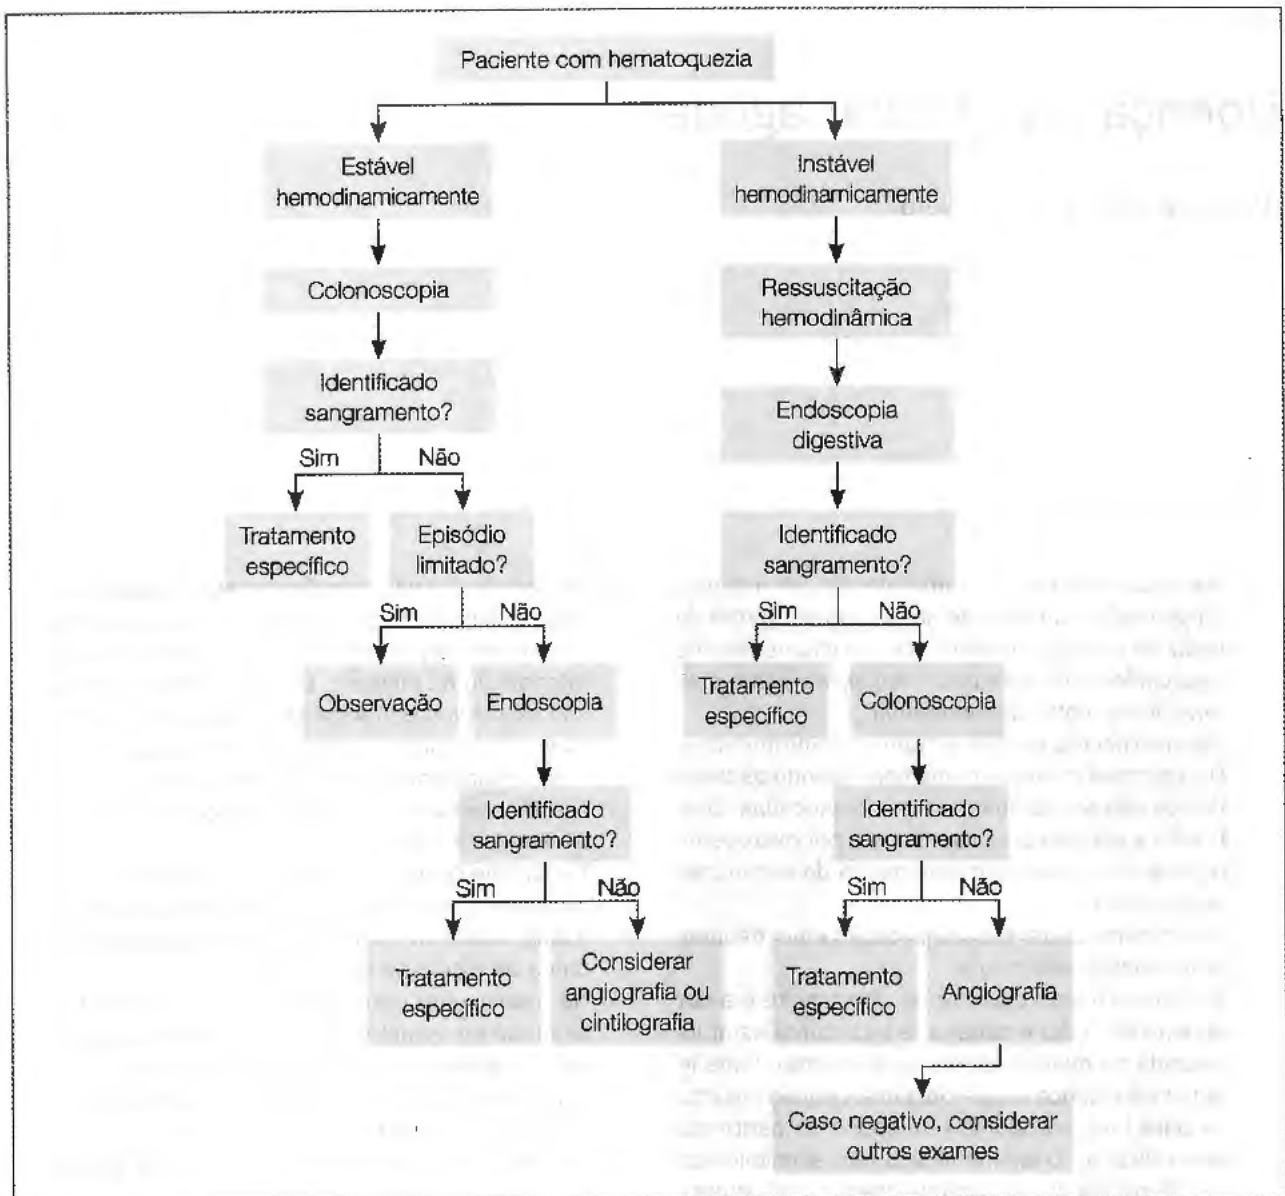 Paciente com hematoquezia
Estável
hemodinamicamente
Instável
hemodinamicamente
Colonoscopia
Ressuscitação
hemodinâmica
Identificado
sangramento?
Endoscopia
digestiva
Sim
Não
Tratamento
específico
Episódio
limitado?
Identificado
sangramento?
Sim
Não
Sim
Não
Observação
Endoscopia
Tratamento
específico
Colonoscopia
Identificado
sangramento?
Identificado
sangramento?
Sim
Não
Sim
Não
Tratamento
específico
Considerar
angiografia ou
cintilografia
Tratamento
específico
Angiografia
Caso negativo, considerar
outros exames